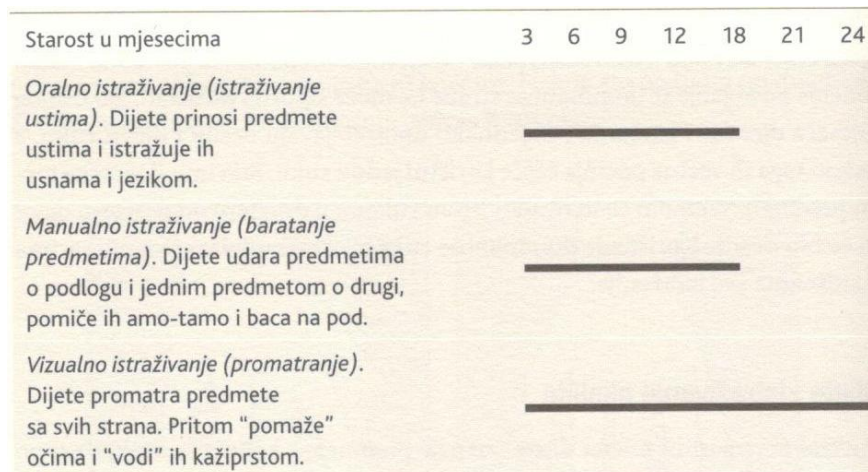 Starost u mjesecima 3 6 9 12 18 21 24
Oralno istraživanje (istraživanje
ustima). Dijete prinosi predmete
ustima i istražuje ih
usnama i jezikom.
Manualno istraživanje (baratanje
predmetima). Dijete udara predmetima
o podlogu i jednim predmetom o drugi,
pomiče ih amo-tamo i baca na pod.
Vizualno istraživanje (promatranje).
Dijete promatra predmete
sa svih strana. Pritom “pomaže”
očima i “vodi” ih kažiprstom.